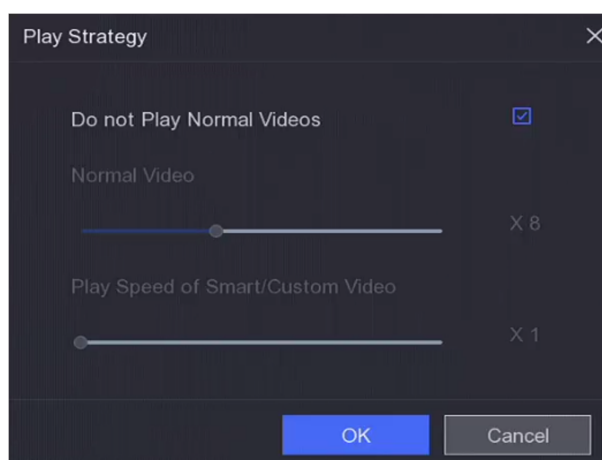 Play Strategy
Do not Play Normal Videos
Normal Video
X 8
Play Speed of Smart/Custom Video
X 1
OK
Cancel